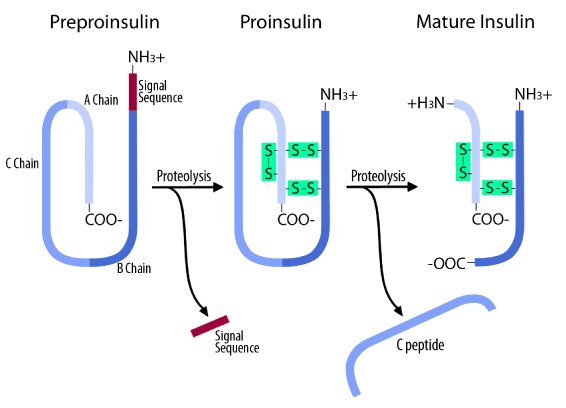 Preproinsulin
Proinsulin
Mature Insulin
NH3+
Signal
Sequence
A Chain
C Chain
COO-
B Chain
Proteolysis
Signal
Sequence
NH3+
S
S
S-S
S-S
COO-
Proteolysis
C peptide
+H3N
NH3+
S
S
S-S
S-S
COO-
-OOC